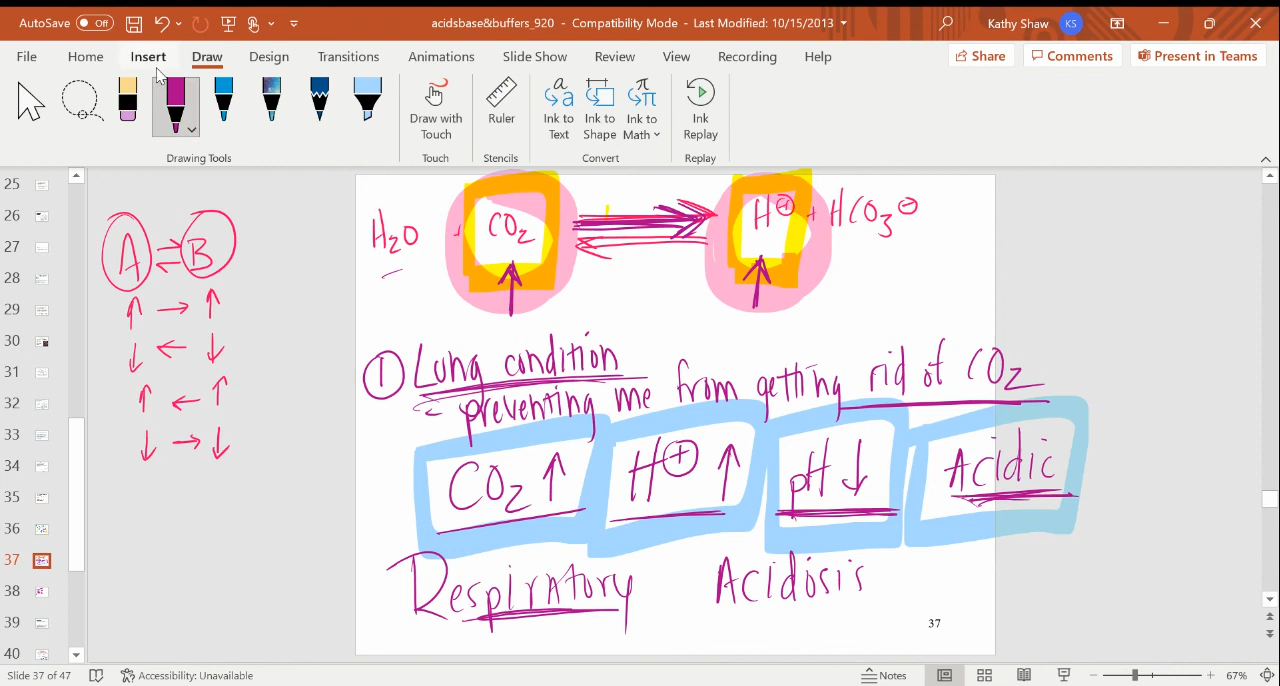 AutoSave Off acidsbase&buffers_920 - Compatibility Mode - Last Modified: 10/15/2013 Kathy Shaw KS
File Home Insert Draw Design Transitions Animations Slide Show Review View Recording Help Share Comments Present in Teams
Draw with Touch Ruler Ink to Text Ink to Shape Ink to Math Ink Replay
Drawing Tools Touch Stencils Convert Replay
25
26
27
28
29
30
31
32
33
34
35
36
37
38
39
40
A ⇌ B
↑ → ↑
↓ ← ↓
↑ ← ↑
↓ → ↓
H₂O + CO₂ ⇌ H⊕ + HCO₃⊖
↑ ↑
① Lung condition
preventing me from getting rid of CO₂
CO₂ ↑ H⊕ ↑ pH ↓ Acidic
Respiratory Acidosis
37
Slide 37 of 47 Accessibility: Unavailable Notes 67%